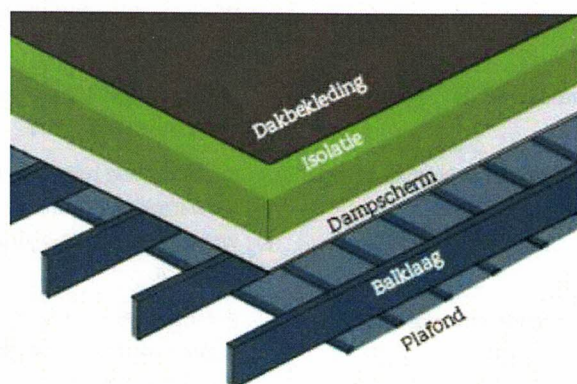 Dakbekleding
Isolatie
Dampscherm
Balklaag
Plafond